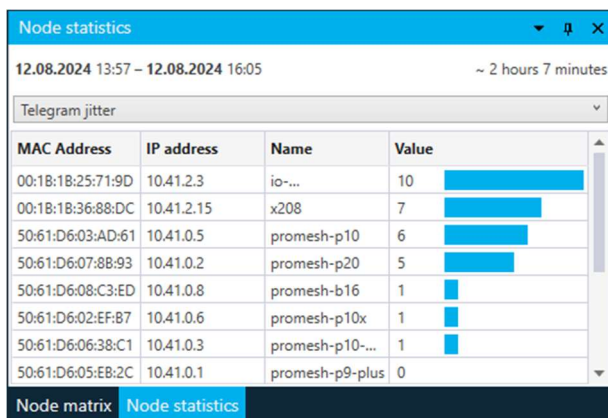 Node statistics
12.08.2024 13:57 – 12.08.2024 16:05 ~ 2 hours 7 minutes
Telegram jitter
MAC Address IP address Name Value
00:1B:1B:25:71:9D 10.41.2.3 io-... 10
00:1B:1B:36:88:DC 10.41.2.15 x208 7
50:61:D6:03:AD:61 10.41.0.5 promesh-p10 6
50:61:D6:07:8B:93 10.41.0.2 promesh-p20 5
50:61:D6:08:C3:ED 10.41.0.8 promesh-b16 1
50:61:D6:02:EF:B7 10.41.0.6 promesh-p10x 1
50:61:D6:06:38:C1 10.41.0.3 promesh-p10-... 1
50:61:D6:05:EB:2C 10.41.0.1 promesh-p9-plus 0
Node matrix Node statistics